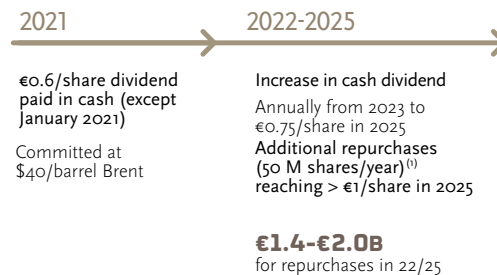 2021
€0.6/share dividend
paid in cash (except
January 2021)
Committed at
$40/barrel Brent
2022-2025
Increase in cash dividend
Annually from 2023 to
€0.75/share in 2025
Additional repurchases
(50 M shares/year)(1)
reaching > €1/share in 2025
€1.4-€2.0B
for repurchases in 22/25